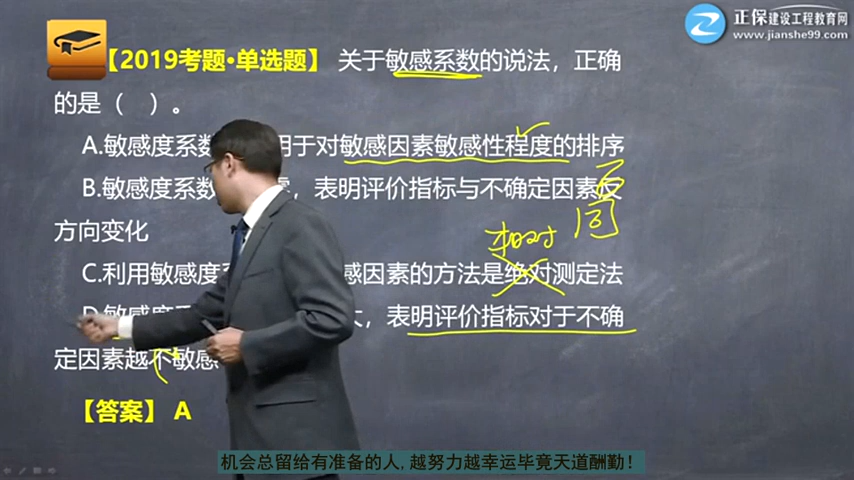 正保建设工程教育网
www.jianshe99.com
【2019考题·单选题】 关于敏感系数的说法，正确
的是（ ）。
A.敏感度系数 用于对敏感因素敏感性程度的排序
B.敏感度系数 零，表明评价指标与不确定因素反
同
方向变化
相对
C.利用敏感度 感因素的方法是绝对测定法
D.敏感度 大，表明评价指标对于不确
定因素越不敏感
【答案】 A
机会总留给有准备的人,越努力越幸运毕竟天道酬勤！